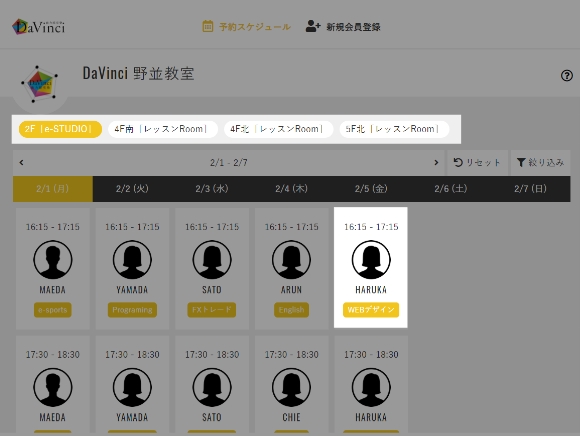 DaVinci
予約スケジュール
新規会員登録
DaVinci 野並教室
2F「e-STUDIO」
4F南「レッスンRoom」
4F北「レッスンRoom」
5F北「レッスンRoom」
2/1 - 2/7
リセット
絞り込み
2/1 (月)
2/2 (火)
2/3 (水)
2/4 (木)
2/5 (金)
2/6 (土)
2/7 (日)
16:15 - 17:15
16:15 - 17:15
16:15 - 17:15
16:15 - 17:15
16:15 - 17:15
MAEDA
YAMADA
SATO
ARUN
HARUKA
e-sports
Programing
FXトレード
English
WEBデザイン
17:30 - 18:30
17:30 - 18:30
17:30 - 18:30
17:30 - 18:30
17:30 - 18:30
MAEDA
YAMADA
SATO
CHIE
HARUKA